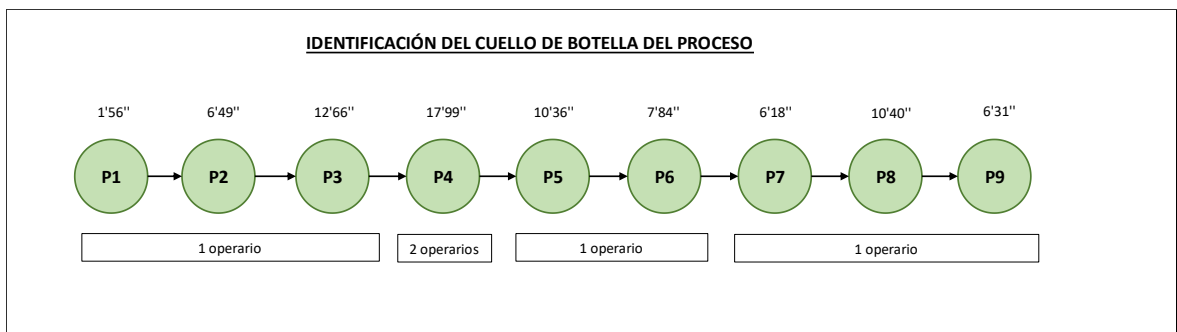 IDENTIFICACIÓN DEL CUELLO DE BOTELLA DEL PROCESO
1'56'' 6'49'' 12'66'' 17'99'' 10'36'' 7'84'' 6'18'' 10'40'' 6'31''
P1 P2 P3 P4 P5 P6 P7 P8 P9
1 operario 2 operarios 1 operario 1 operario